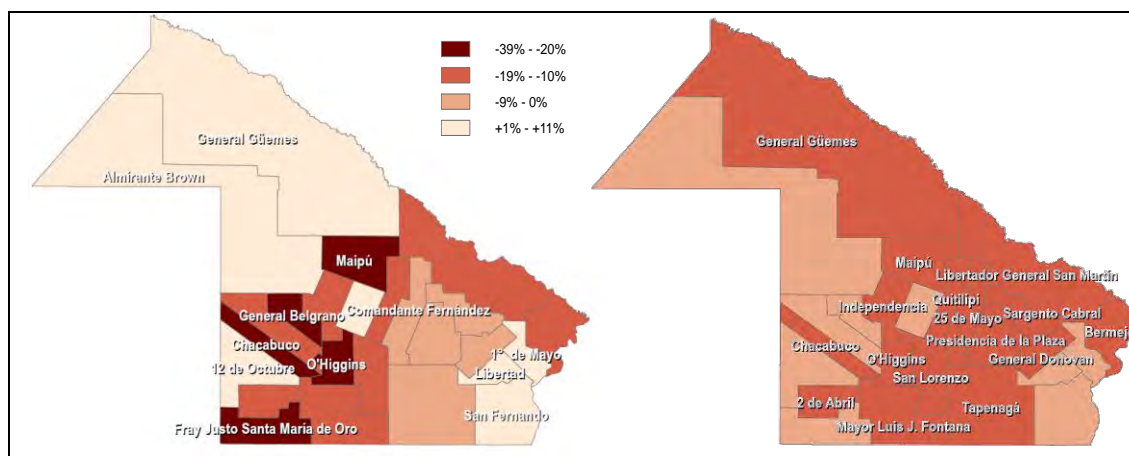 -39% - -20%
-19% - -10%
-9% - 0%
+1% - +11%
General Güemes
Almirante Brown
Maipú
General Belgrano
Comandante Fernández
Chacabuco
O'Higgins
1° de Mayo
12 de Octubre
Libertad
San Fernando
Fray Justo Santa María de Oro
General Güemes
Maipú
Libertador General San Martín
Independencia
Quitilipi
25 de Mayo
Sargento Cabral
Bermejo
Presidencia de la Plaza
Chacabuco
O'Higgins
General Donovan
San Lorenzo
2 de Abril
Tapenagá
Mayor Luis J. Fontana